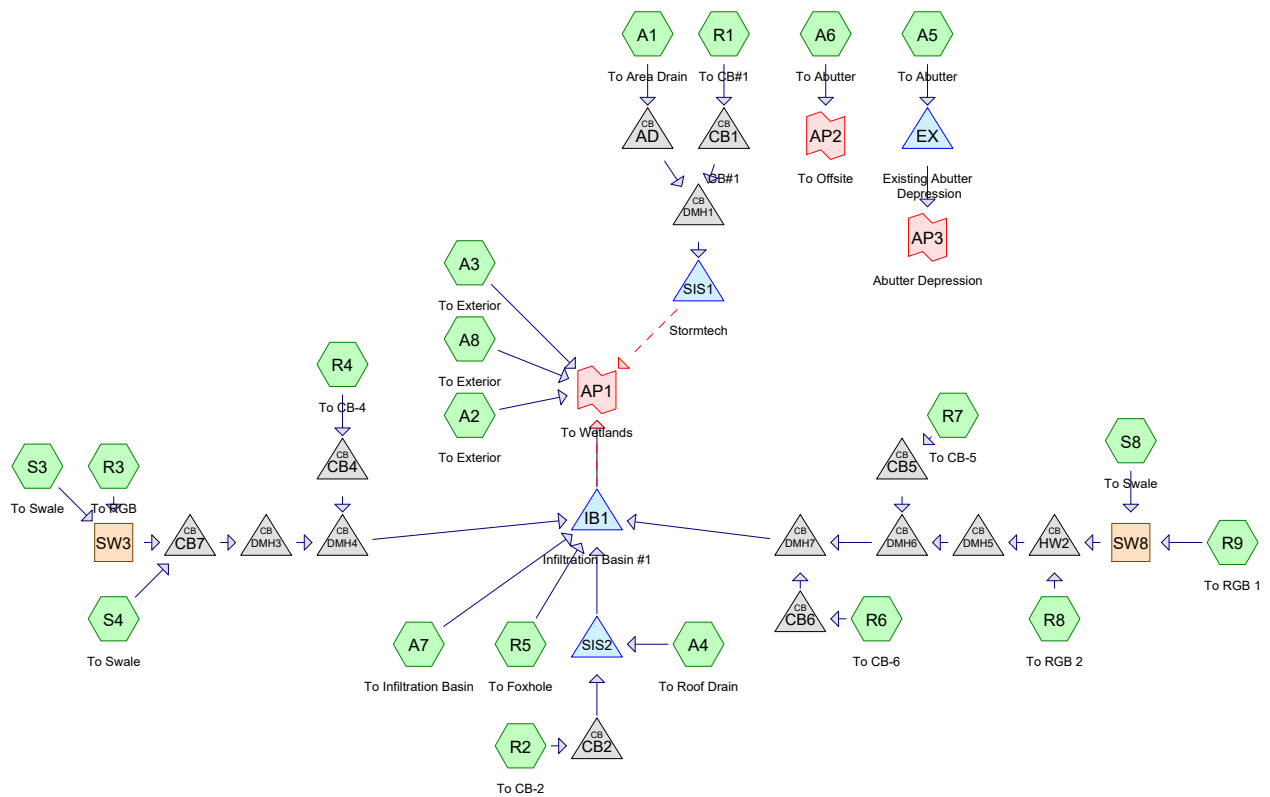 A1
R1
A6
A5
To Area Drain
To CB#1
To Abutter
To Abutter
CB
AD
CB
CB1
AP2
EX
CB#1
To Offsite
Existing Abutter
Depression
CB
DMH1
AP3
Abutter Depression
A3
To Exterior
SIS1
Stormtech
A8
To Exterior
R4
To CB-4
AP1
To Wetlands
A2
To Exterior
R7
To CB-5
S8
To Swale
S3
To Swale
R3
To RGB
CB
CB4
CB
CB5
IB1
Infiltration Basin #1
SW3
CB
CB7
CB
DMH3
CB
DMH4
CB
DMH7
CB
DMH6
CB
DMH5
CB
HW2
SW8
R9
To RGB 1
S4
To Swale
CB
CB6
R6
To CB-6
R8
To RGB 2
A7
To Infiltration Basin
R5
To Foxhole
SIS2
A4
To Roof Drain
R2
To CB-2
CB
CB2